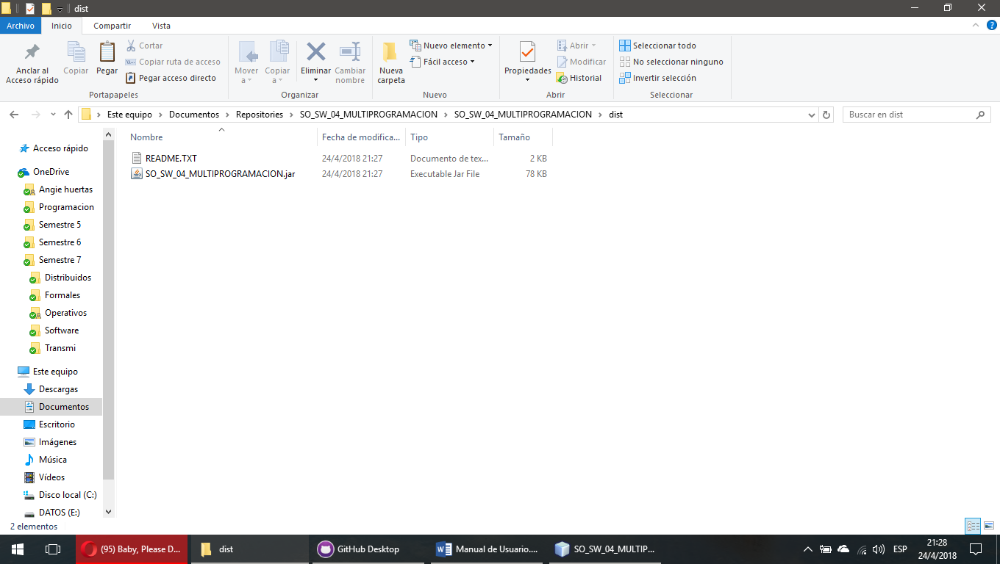 dist
Archivo Inicio Compartir Vista
Anclar al Acceso rápido
Copiar
Pegar
Cortar
Copiar ruta de acceso
Pegar acceso directo
Portapapeles
Mover a
Copiar a
Eliminar
Cambiar nombre
Organizar
Nueva carpeta
Nuevo elemento
Fácil acceso
Nuevo
Propiedades
Abrir
Modificar
Historial
Abrir
Seleccionar todo
No seleccionar ninguno
Invertir selección
Seleccionar
Este equipo > Documentos > Repositories > SO_SW_04_MULTIPROGRAMACION > SO_SW_04_MULTIPROGRAMACION > dist
Buscar en dist
Acceso rápido
OneDrive
Angie huertas
Programacion
Semestre 5
Semestre 6
Semestre 7
Distribuidos
Formales
Operativos
Software
Transmi
Este equipo
Descargas
Documentos
Escritorio
Imágenes
Música
Vídeos
Disco local (C:)
DATOS (E:)
Nombre Fecha de modifica... Tipo Tamaño
README.TXT 24/4/2018 21:27 Documento de tex... 2 KB
SO_SW_04_MULTIPROGRAMACION.jar 24/4/2018 21:27 Executable Jar File 78 KB
2 elementos
(95) Baby, Please D...
dist
GitHub Desktop
Manual de Usuario....
SO_SW_04_MULTIP...
ESP
21:28
24/4/2018